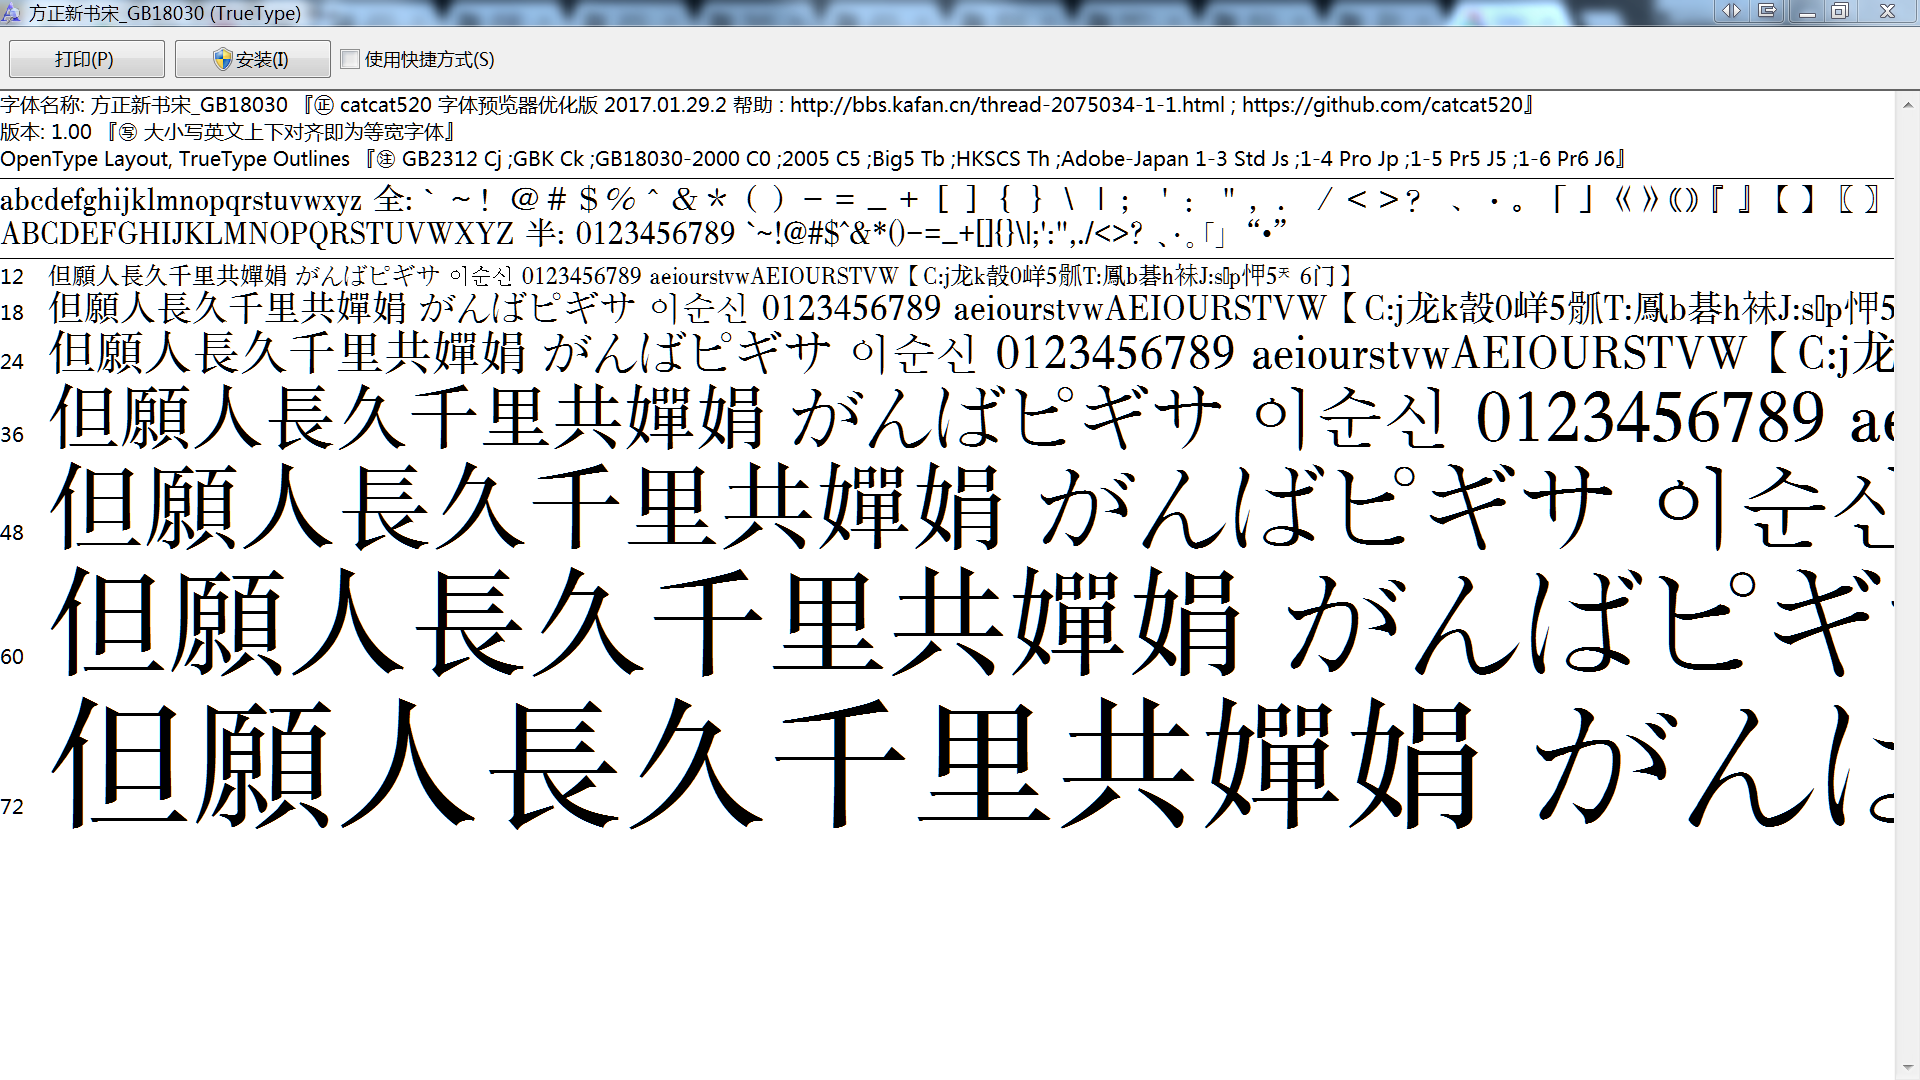 方正新书宋_GB18030 (TrueType)
打印(P) 安装(I) 使用快捷方式(S)
字体名称: 方正新书宋_GB18030 『㊣ catcat520 字体预览器优化版 2017.01.29.2 帮助 : http://bbs.kafan.cn/thread-2075034-1-1.html ; https://github.com/catcat520』
版本: 1.00 『㊢ 大小写英文上下对齐即为等宽字体』
OpenType Layout, TrueType Outlines 『㊟ GB2312 Cj ;GBK Ck ;GB18030-2000 C0 ;2005 C5 ;Big5 Tb ;HKSCS Th ;Adobe-Japan 1-3 Std Js ;1-4 Pro Jp ;1-5 Pr5 J5 ;1-6 Pr6 J6』
abcdefghijklmnopqrstuvwxyz 全: ｀～！＠＃＄％＾＆＊（）－＝＿＋［］｛｝＼｜；＇：＂，．／＜＞？、·。「」《》⟪⟫『』【】〖〗
ABCDEFGHIJKLMNOPQRSTUVWXYZ 半: 0123456789 `~!@#$^&*()-=_+[]{}\|;':",./<>? ､·｡｢｣ “•”
12 但願人長久千里共嬋娟 がんばピギサ 이순신 0123456789 aeiourstvwAEIOURSTVW【C:j龙k嗀0㟄5䯝T:鳳b碁h袜J:sp㤠5 6门】
18 但願人長久千里共嬋娟 がんばピギサ 이순신 0123456789 aeiourstvwAEIOURSTVW【C:j龙k嗀0㟄5䯝T:鳳b碁h袜J:sp㤠5
24 但願人長久千里共嬋娟 がんばピギサ 이순신 0123456789 aeiourstvwAEIOURSTVW【C:j龙
36 但願人長久千里共嬋娟 がんばピギサ 이순신 0123456789 ae
48 但願人長久千里共嬋娟 がんばピギサ 이순신
60 但願人長久千里共嬋娟 がんばピギ
72 但願人長久千里共嬋娟 がんば